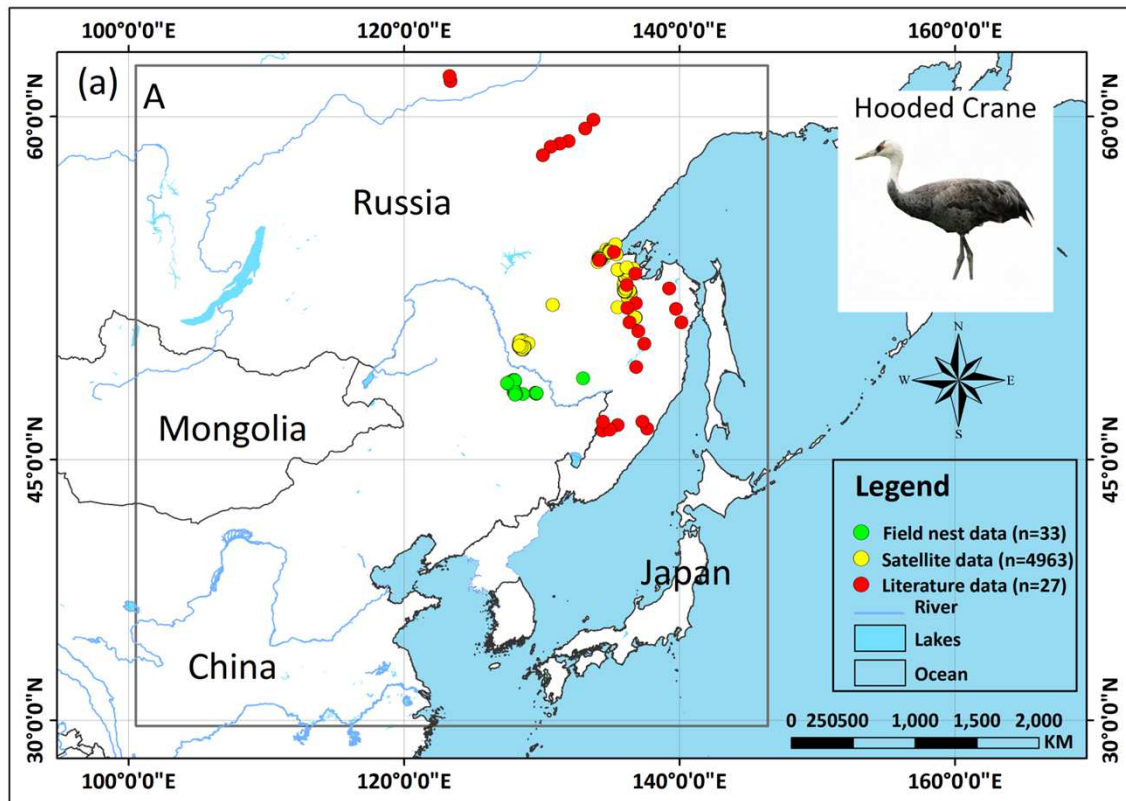 100°0'0"E 120°0'0"E 140°0'0"E 160°0'0"E
(a)
A
60°0'0"N
60°0'0"N
Hooded Crane
Russia
N
W
E
S
Mongolia
45°0'0"N
45°0'0"N
Legend
Field nest data (n=33)
Satellite data (n=4963)
Literature data (n=27)
River
Lakes
Ocean
Japan
China
0 250500 1,000 1,500 2,000
KM
30°0'0"N
30°0'0"N
100°0'0"E 120°0'0"E 140°0'0"E 160°0'0"E